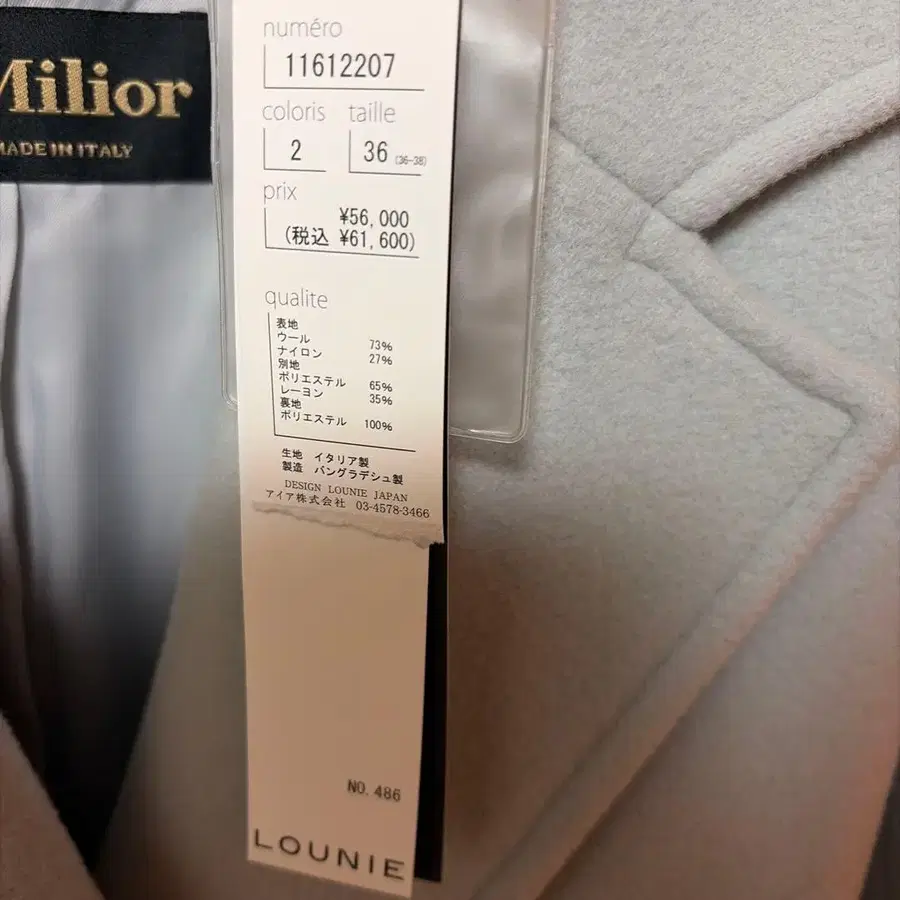 Milior
MADE IN ITALY
numéro
11612207
coloris taille
2 36 (36-38)
prix
¥56,000
(税込 ¥61,600)
qualite
表地
ウール 73%
ナイロン 27%
別地
ポリエステル 65%
レーヨン 35%
裏地
ポリエステル 100%
生地 イタリア製
製造 バングラデシュ製
DESIGN LOUNIE JAPAN
アイア株式会社 03-4578-3466
NO. 486
LOUNIE